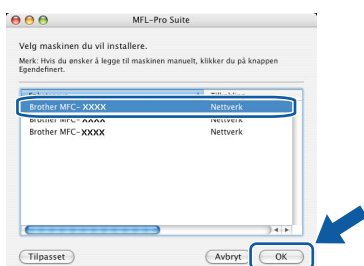 MFL-Pro Suite
Velg maskinen du vil installere.
Merk: Hvis du ønsker å legge til maskinen manuelt, klikker du på knappen
Egendefinert.
Brother MFC-XXXX Nettverk
Brother MFC-XXXX Nettverk
Brother MFC-XXXX Nettverk
Tilpasset Avbryt OK